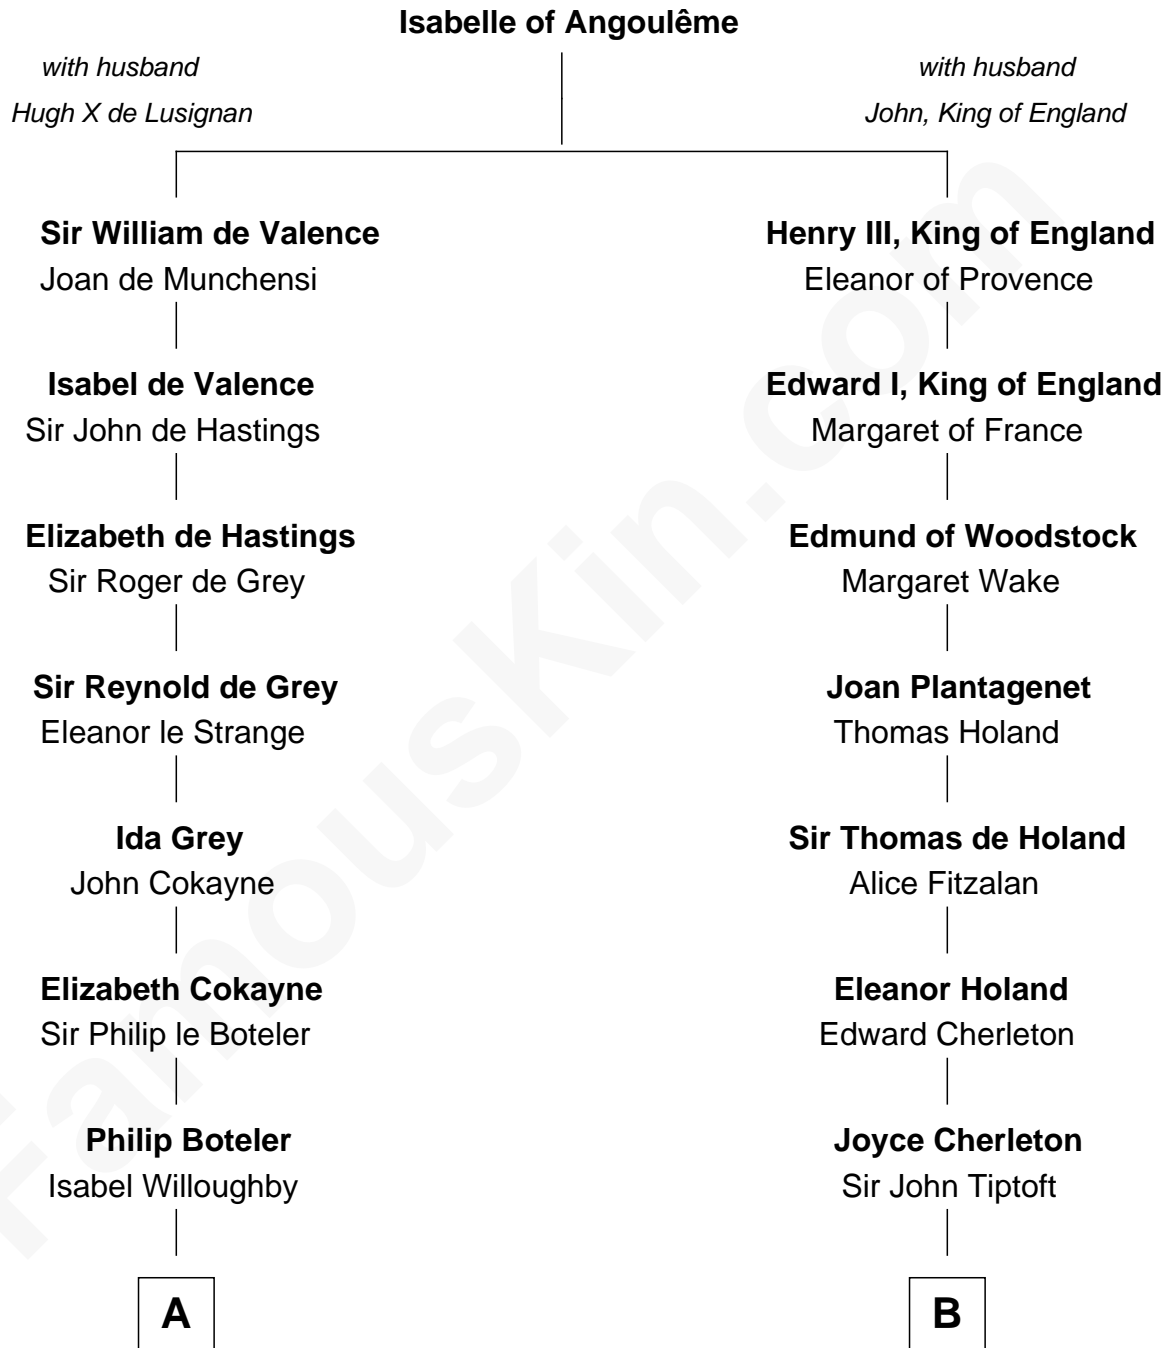 Isabelle of Angoulême
with husband
Hugh X de Lusignan
with husband
John, King of England
Sir William de Valence
Joan de Munchensi
Henry III, King of England
Eleanor of Provence
Isabel de Valence
Sir John de Hastings
Edward I, King of England
Margaret of France
Elizabeth de Hastings
Sir Roger de Grey
Edmund of Woodstock
Margaret Wake
Sir Reynold de Grey
Eleanor le Strange
Joan Plantagenet
Thomas Holand
Ida Grey
John Cokayne
Sir Thomas de Holand
Alice Fitzalan
Elizabeth Cokayne
Sir Philip le Boteler
Eleanor Holand
Edward Cherleton
Philip Boteler
Isabel Willoughby
Joyce Cherleton
Sir John Tiptoft
A
B
FamousKin.com